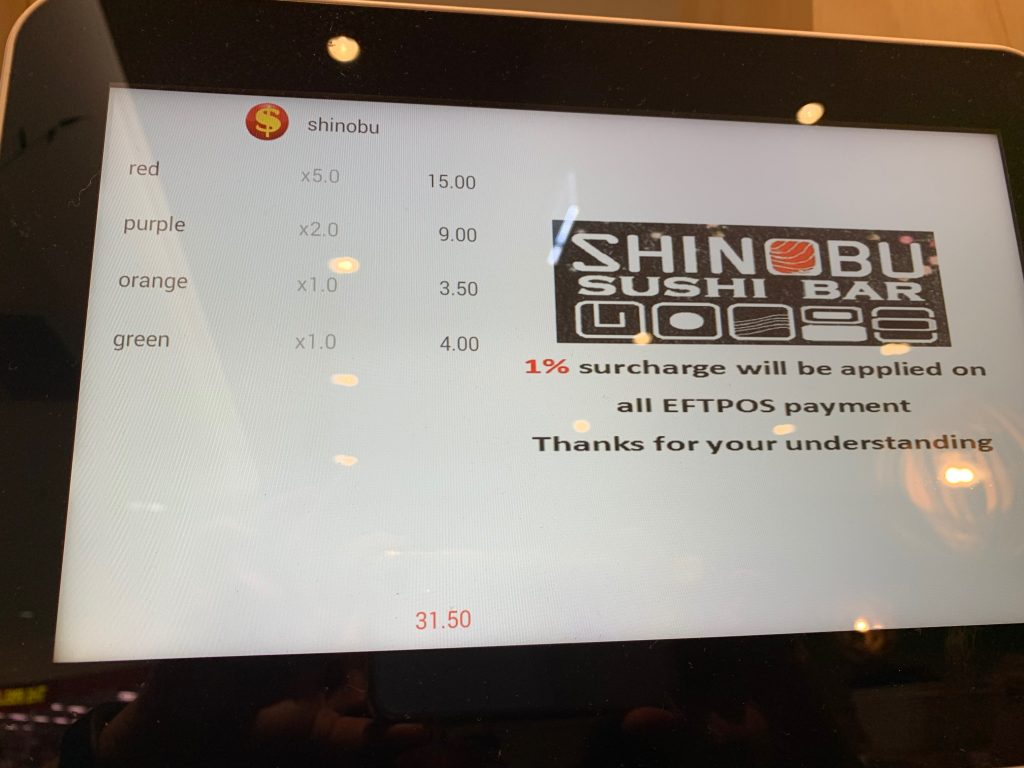 $ shinobu
red x5.0 15.00
purple x2.0 9.00
orange x1.0 3.50
green x1.0 4.00
31.50
SHINOBU
SUSHI BAR
1% surcharge will be applied on
all EFTPOS payment
Thanks for your understanding